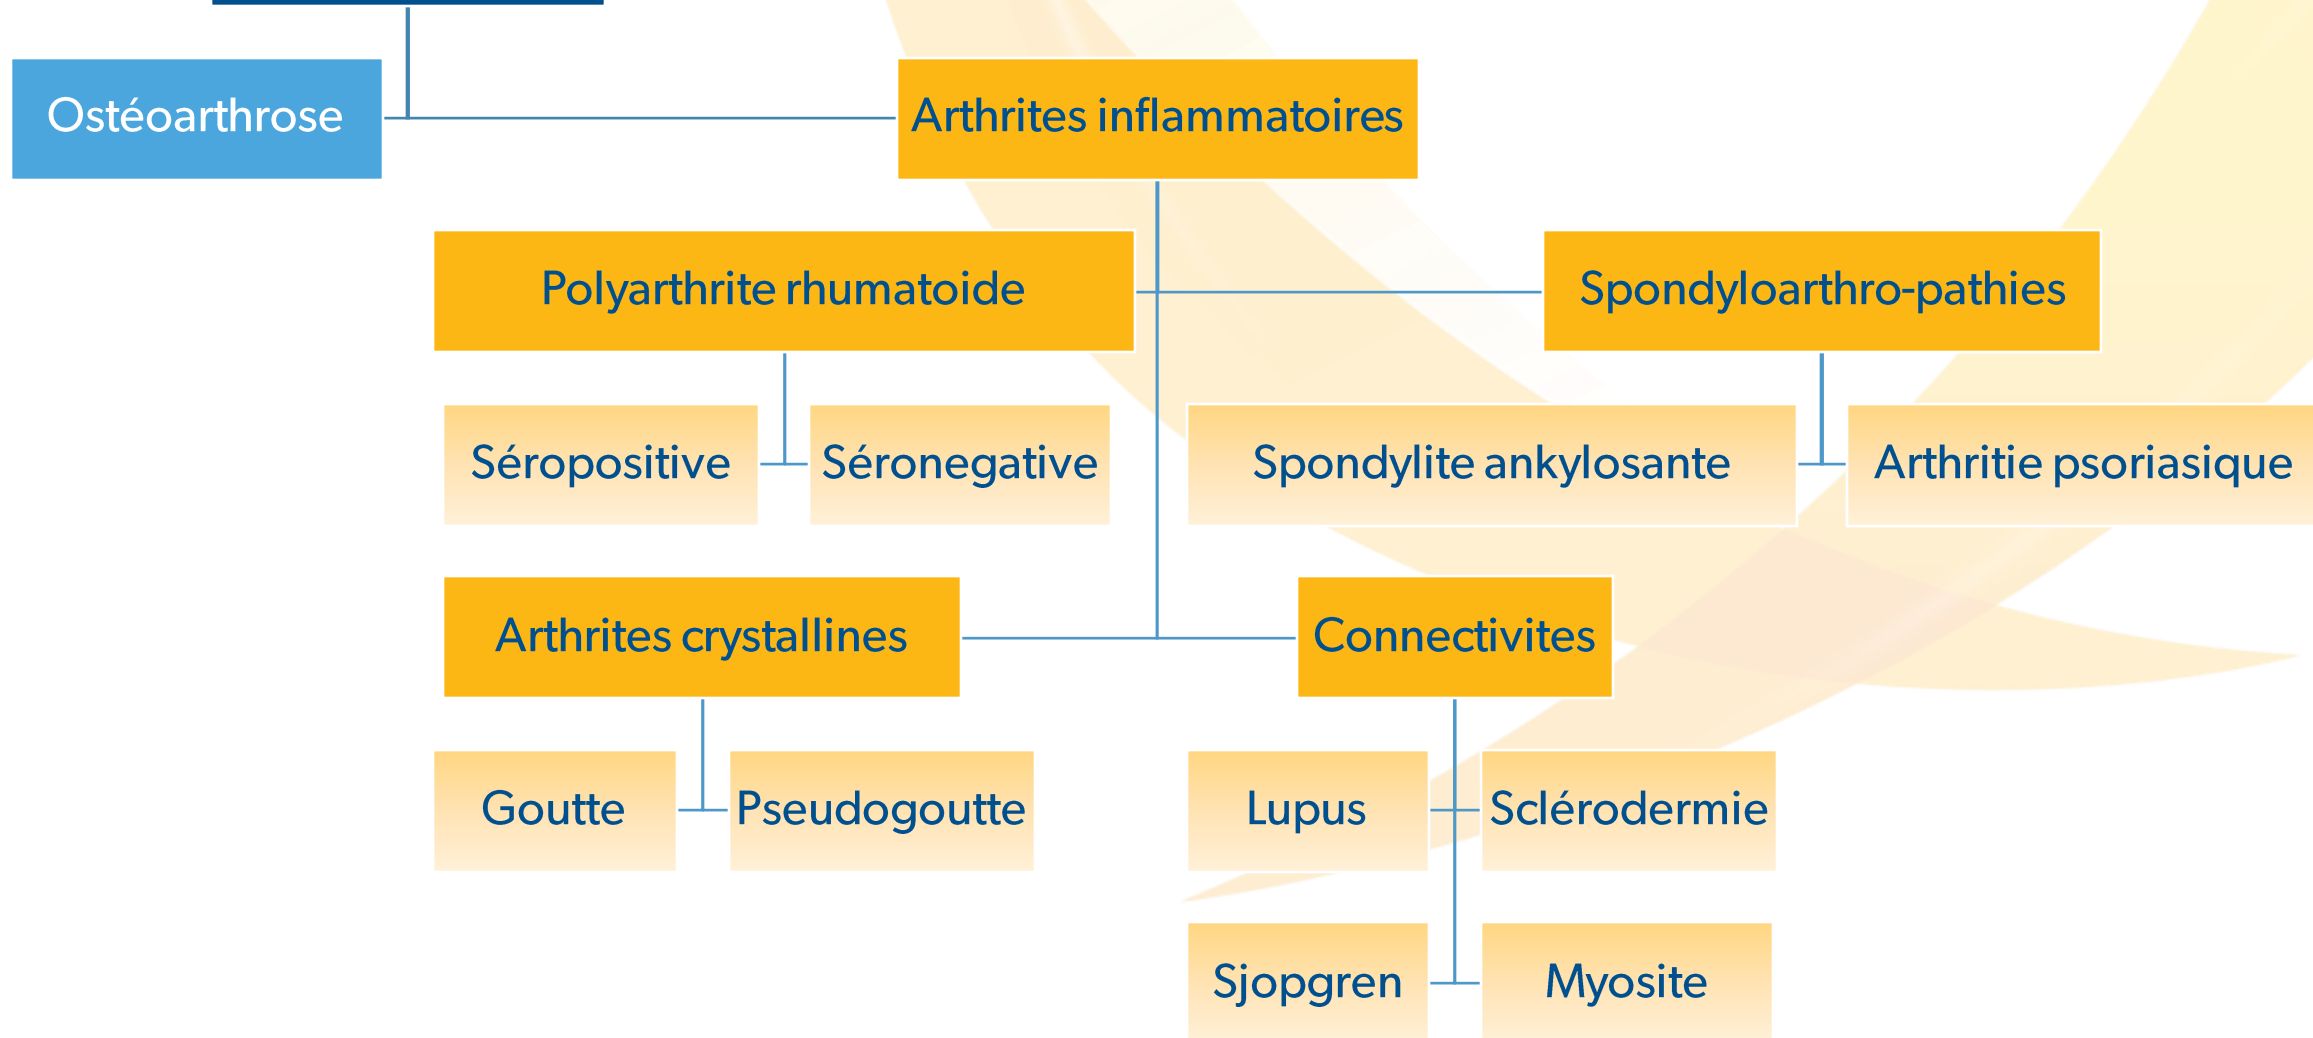 Ostéoarthrose
Arthrites inflammatoires
Polyarthrite rhumatoide
Spondyloarthro-pathies
Séropositive
Séronegative
Spondylite ankylosante
Arthritie psoriasique
Arthrites crystallines
Connectivites
Goutte
Pseudogoutte
Lupus
Sclérodermie
Sjopgren
Myosite